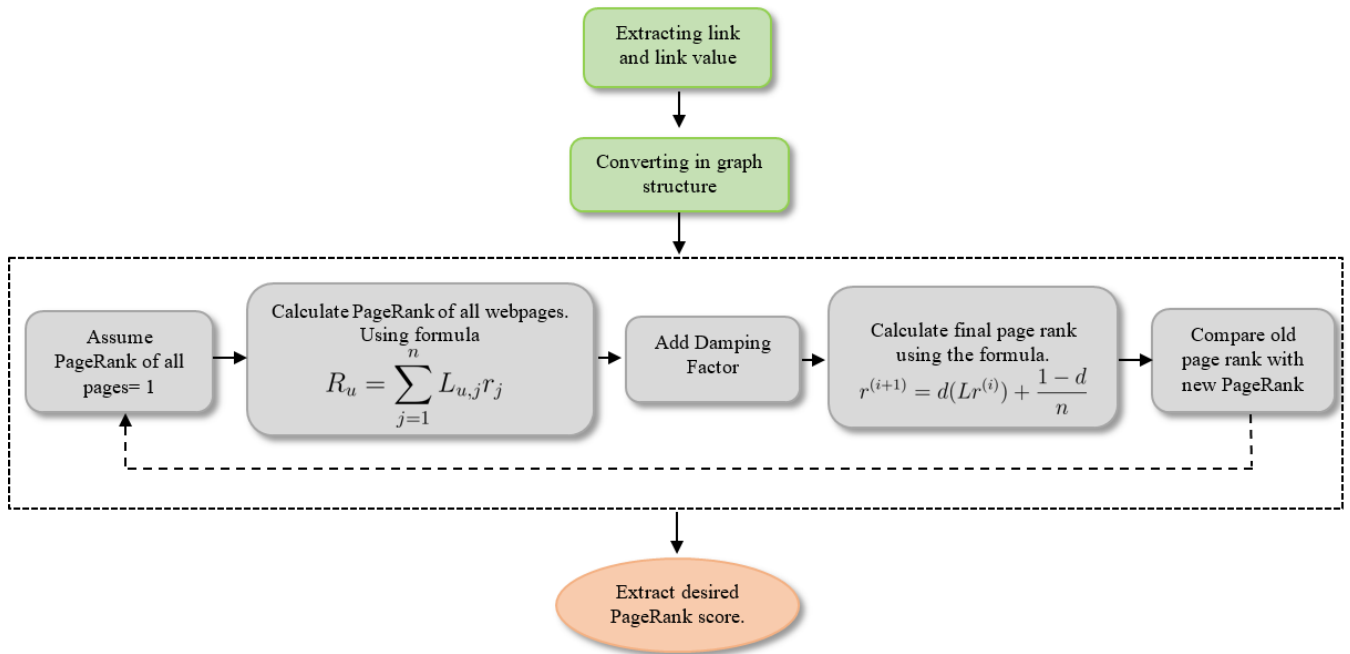 Extracting link
and link value
Converting in graph
structure
Assume
PageRank of all
pages= 1
Calculate PageRank of all webpages.
Using formula
R_u = \sum_{j=1}^{n} L_{u,j} r_j
Add Damping
Factor
Calculate final page rank
using the formula.
r^{(i+1)} = d(Lr^{(i)}) + \frac{1-d}{n}
Compare old
page rank with
new PageRank
Extract desired
PageRank score.